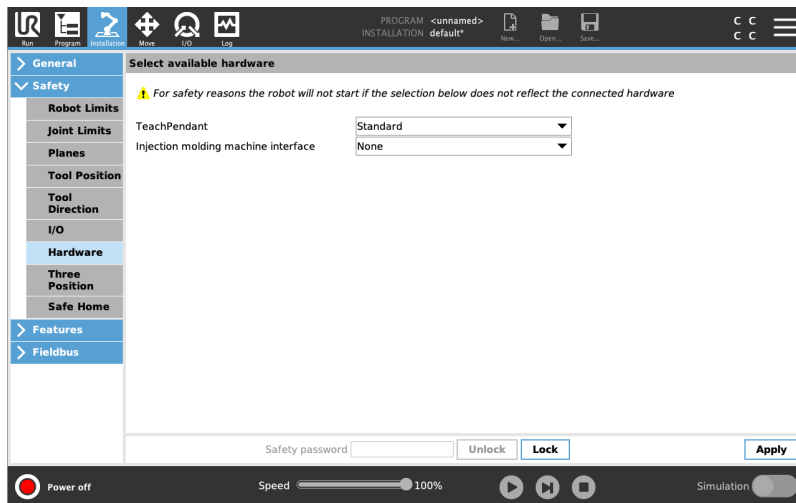 UR
PROGRAM <unnamed>
INSTALLATION default*
C C
C C
Run
Program
Installation
Move
I/O
Log
New...
Open...
Save...
General
Select available hardware
Safety
For safety reasons the robot will not start if the selection below does not reflect the connected hardware
Robot Limits
Joint Limits
TeachPendant
Standard
Injection molding machine interface
None
Planes
Tool Position
Tool
Direction
I/O
Hardware
Three
Position
Safe Home
Features
Fieldbus
Safety password
Unlock
Lock
Apply
Power off
Speed
100%
Simulation